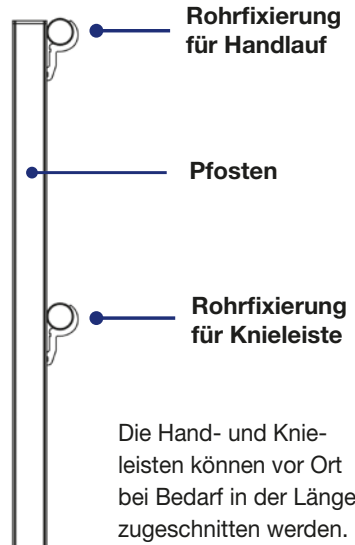 Rohrfixierung
für Handlauf
Pfosten
Rohrfixierung
für Knieleiste
Die Hand- und Knie-
leisten können vor Ort
bei Bedarf in der Länge
zugeschnitten werden.